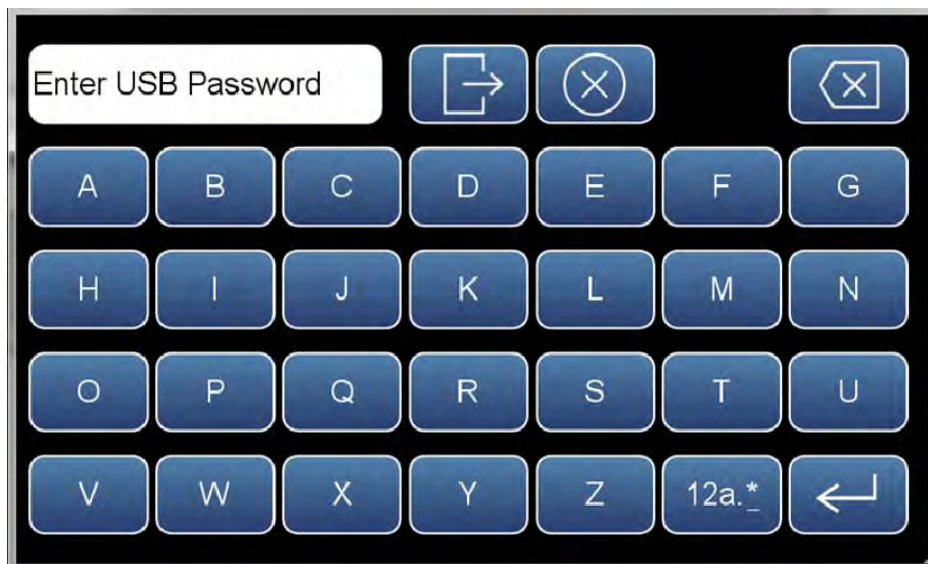 Enter USB Password
A B C D E F G
H I J K L M N
O P Q R S T U
V W X Y Z 12a.*_